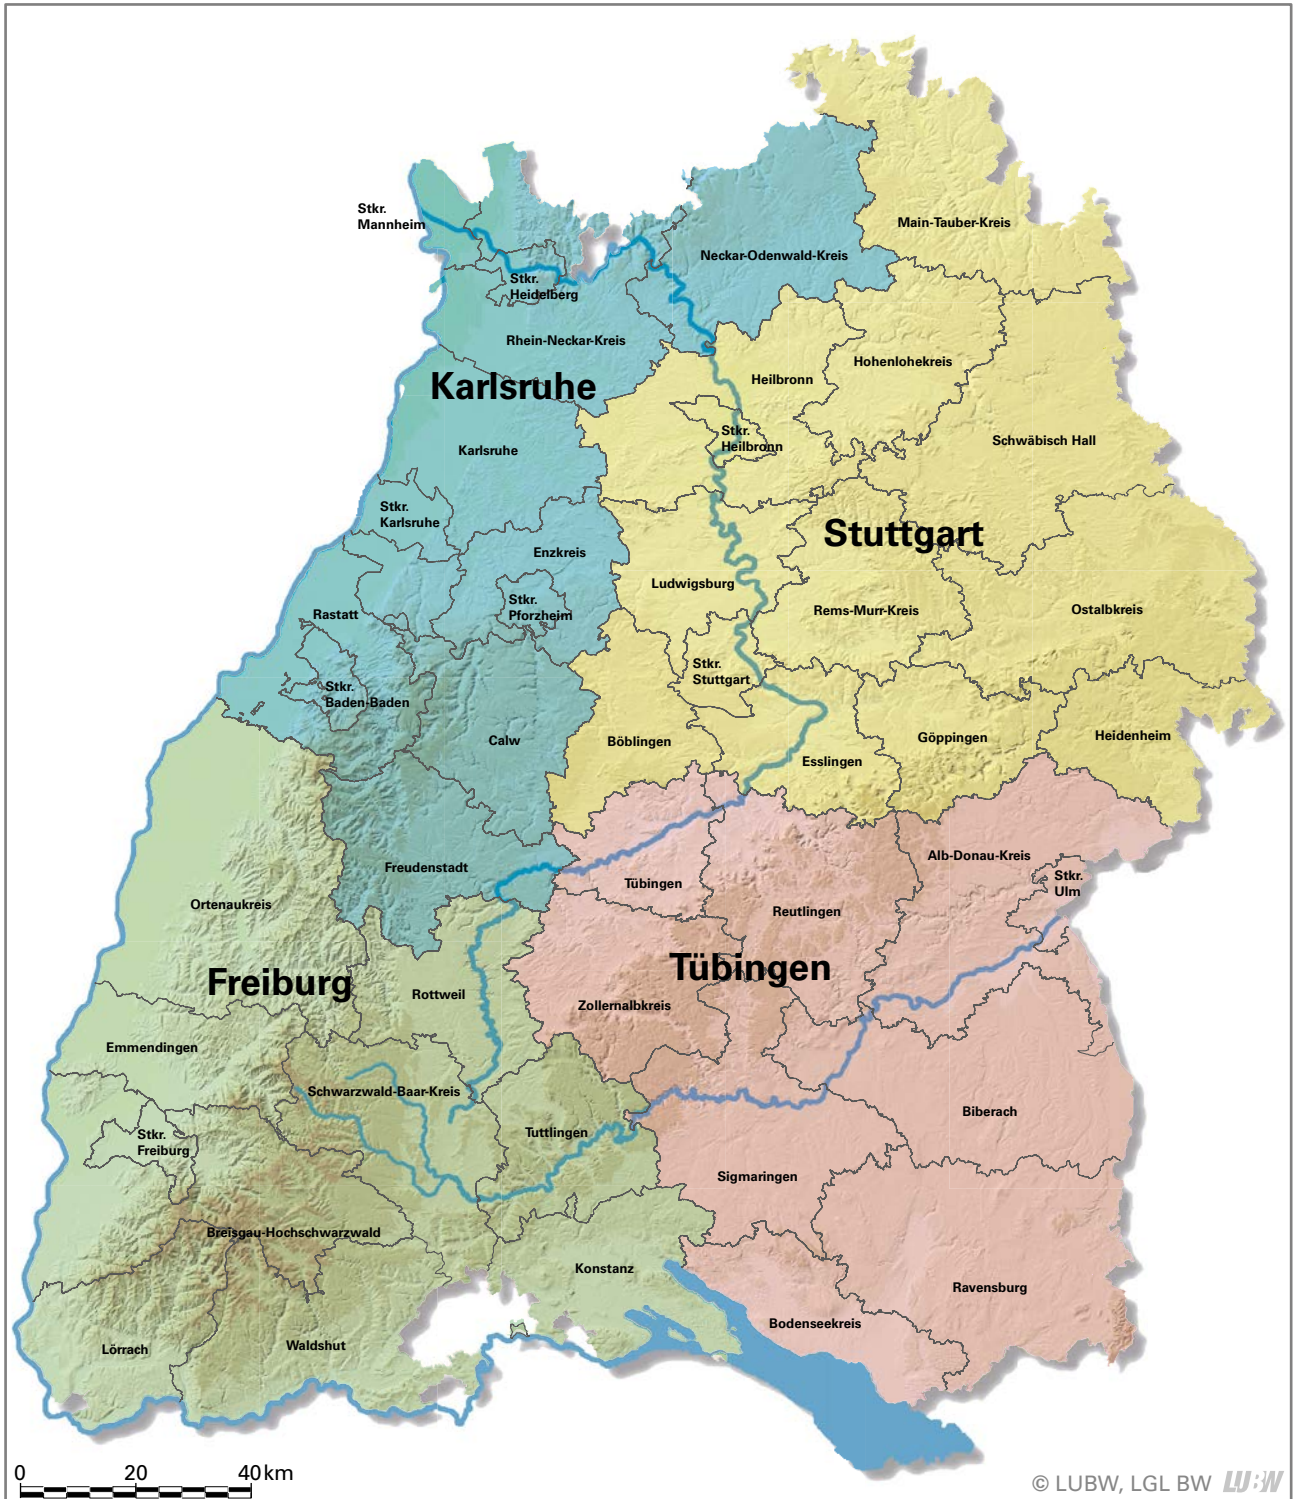 Stkr.
Mannheim
Main-Tauber-Kreis
Neckar-Odenwald-Kreis
Stkr.
Heidelberg
Rhein-Neckar-Kreis
Hohenlohekreis
Heilbronn
Karlsruhe
Stkr.
Heilbronn
Schwäbisch Hall
Karlsruhe
Stkr.
Karlsruhe
Stuttgart
Enzkreis
Ludwigsburg
Stkr.
Pforzheim
Rastatt
Rems-Murr-Kreis
Ostalbkreis
Stkr.
Stuttgart
Stkr.
Baden-Baden
Calw
Böblingen
Göppingen
Heidenheim
Esslingen
Alb-Donau-Kreis
Freudenstadt
Tübingen
Stkr.
Ulm
Ortenaukreis
Reutlingen
Tübingen
Freiburg
Rottweil
Zollernalbkreis
Emmendingen
Schwarzwald-Baar-Kreis
Biberach
Stkr.
Freiburg
Tuttlingen
Sigmaringen
Breisgau-Hochschwarzwald
Konstanz
Ravensburg
Bodenseekreis
Waldshut
Lörrach
0 20 40 km
© LUBW, LGL BW LUBW